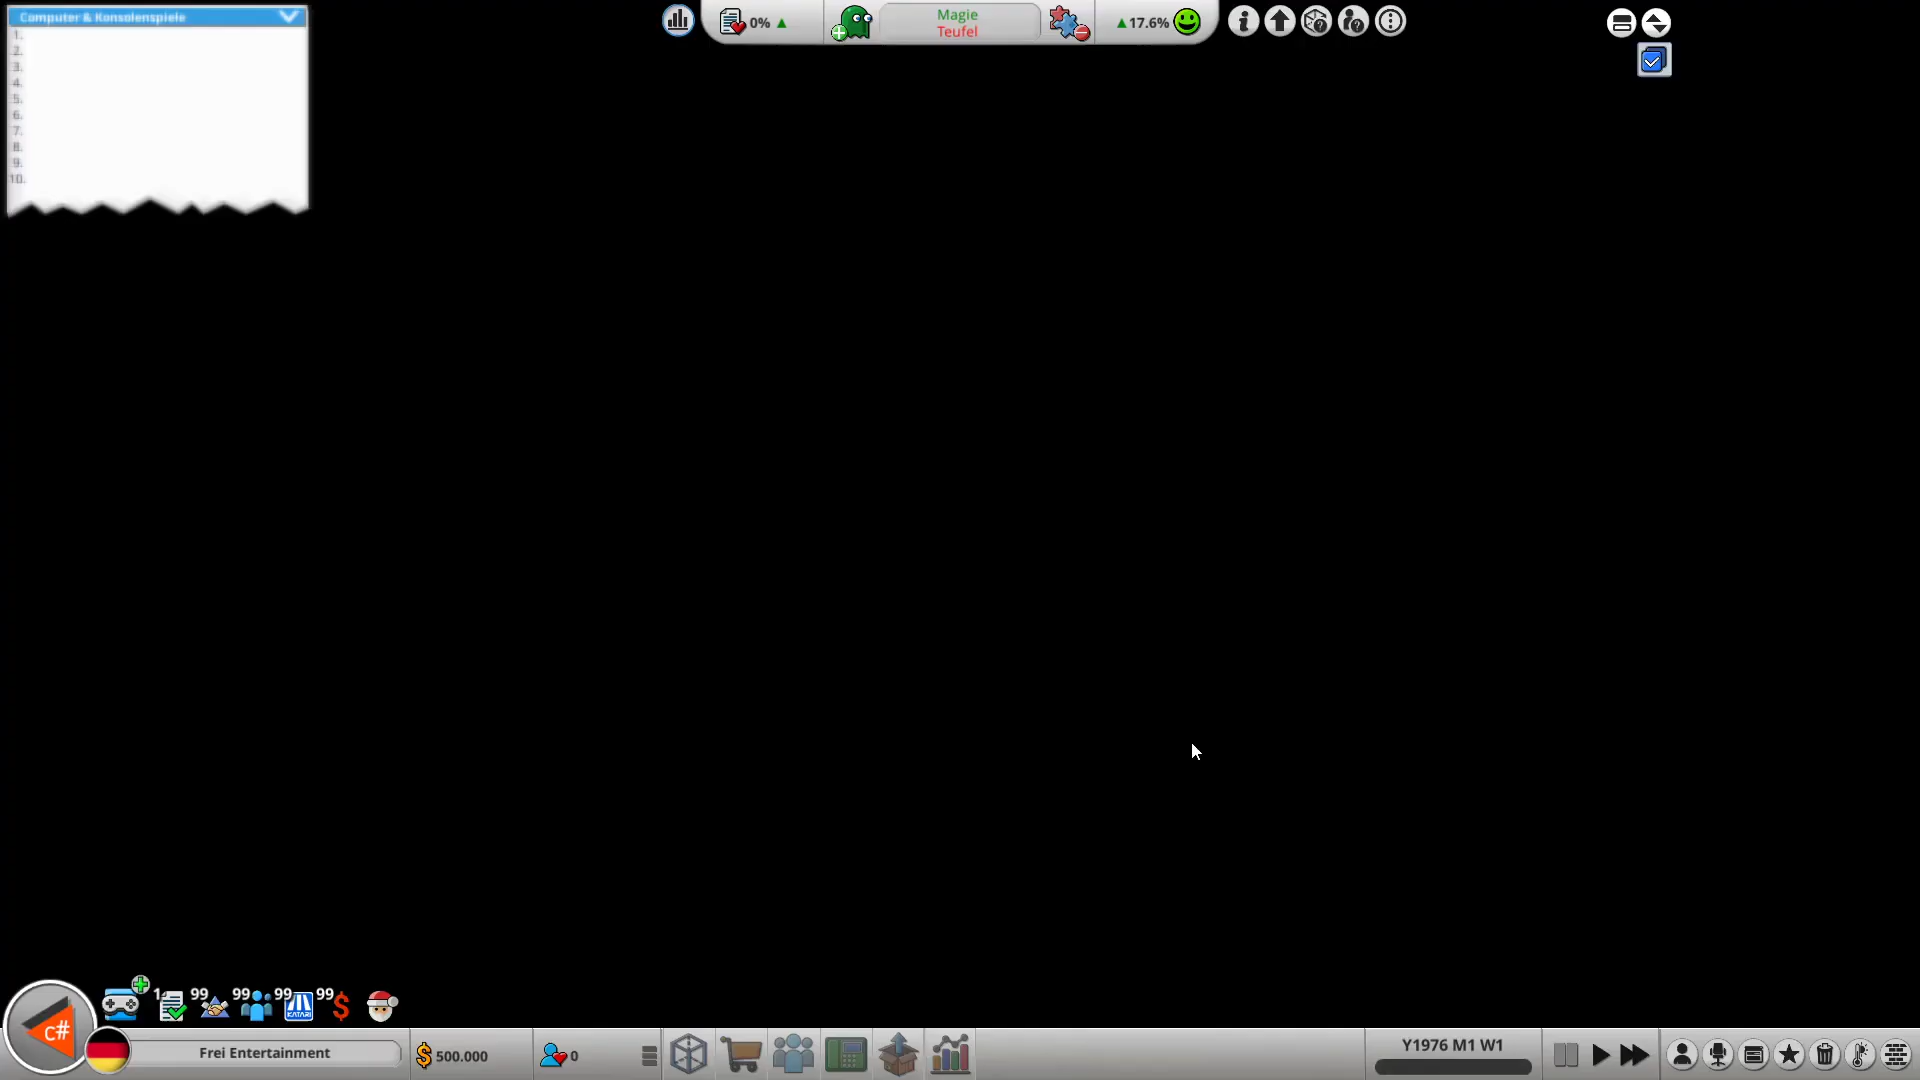 Computer & Konsolenspiele
1.
2.
3.
4.
5.
6.
7.
8.
9.
10.
0%
Magie
Teufel
17.6%
99
99
99
99
KATARI
C#
Frei Entertainment
500.000
0
Y1976 M1 W1